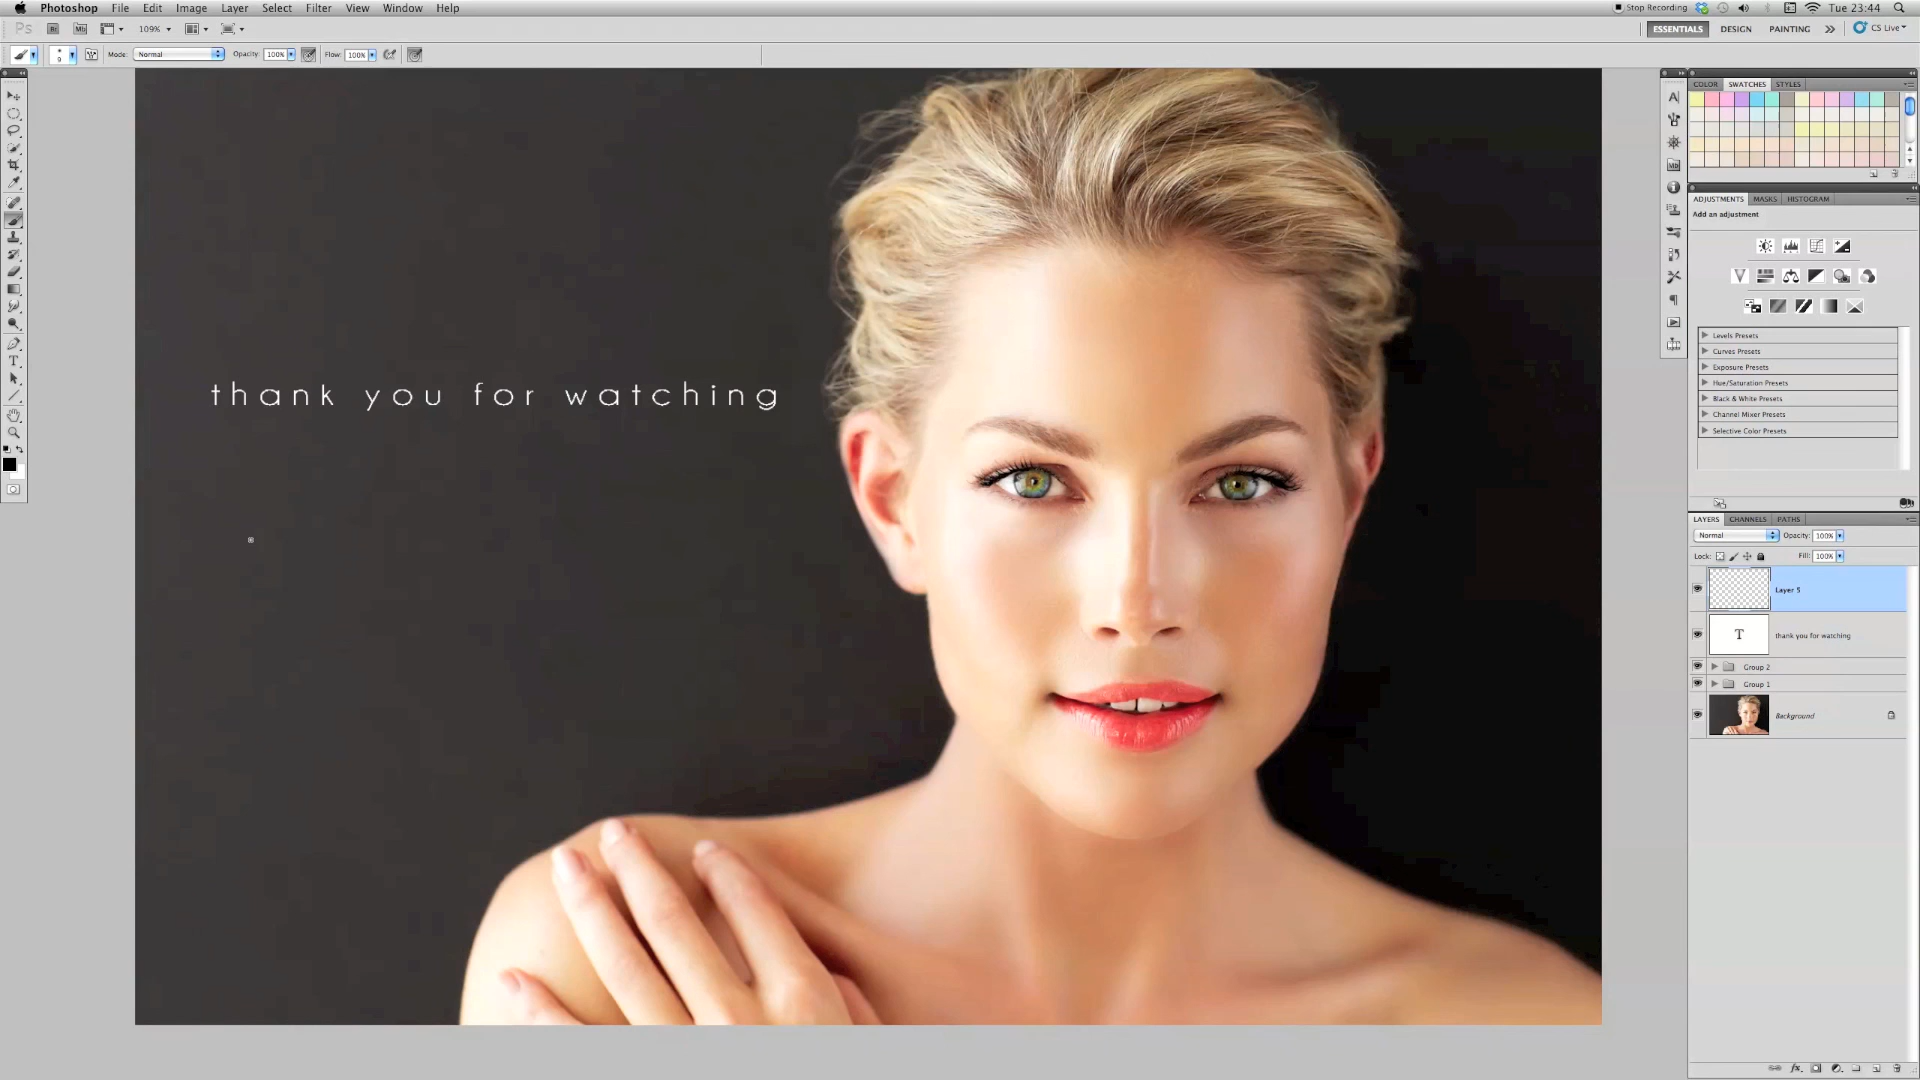 Photoshop File Edit Image Layer Select Filter View Window Help
Stop Recording Tue 23:44
Ps Br Mb 109%
ESSENTIALS DESIGN PAINTING CS Live
9 Mode: Normal Opacity: 100% Flow: 100%
COLOR SWATCHES STYLES
ADJUSTMENTS MASKS HISTOGRAM
Add an adjustment
Levels Presets
Curves Presets
Exposure Presets
Hue/Saturation Presets
Black & White Presets
Channel Mixer Presets
Selective Color Presets
thank you for watching
LAYERS CHANNELS PATHS
Normal Opacity: 100%
Lock: Fill: 100%
Layer 5
T thank you for watching
Group 2
Group 1
Background